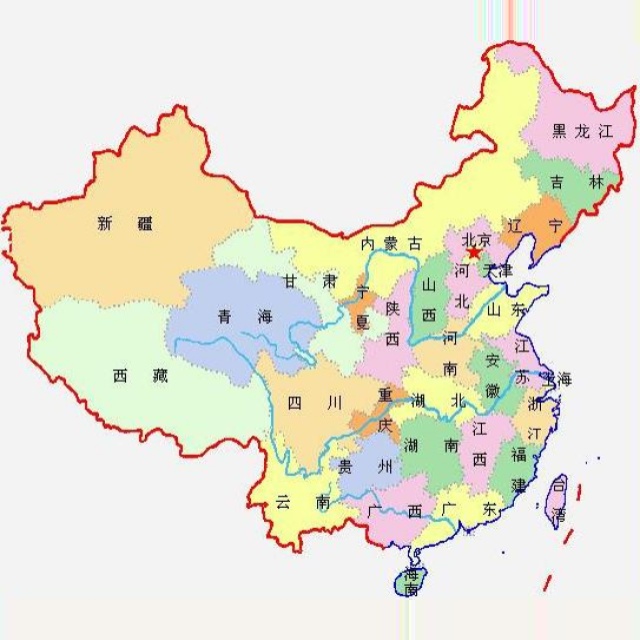 黑龙江
吉林
辽宁
新疆
北京
内蒙古
天津
河北
甘肃
宁夏
山西
陕西
山东
青海
河南
江苏
安徽
西藏
上海
四川
重庆
湖北
浙江
湖南
江西
福建
贵州
云南
广西
广东
台湾
海南